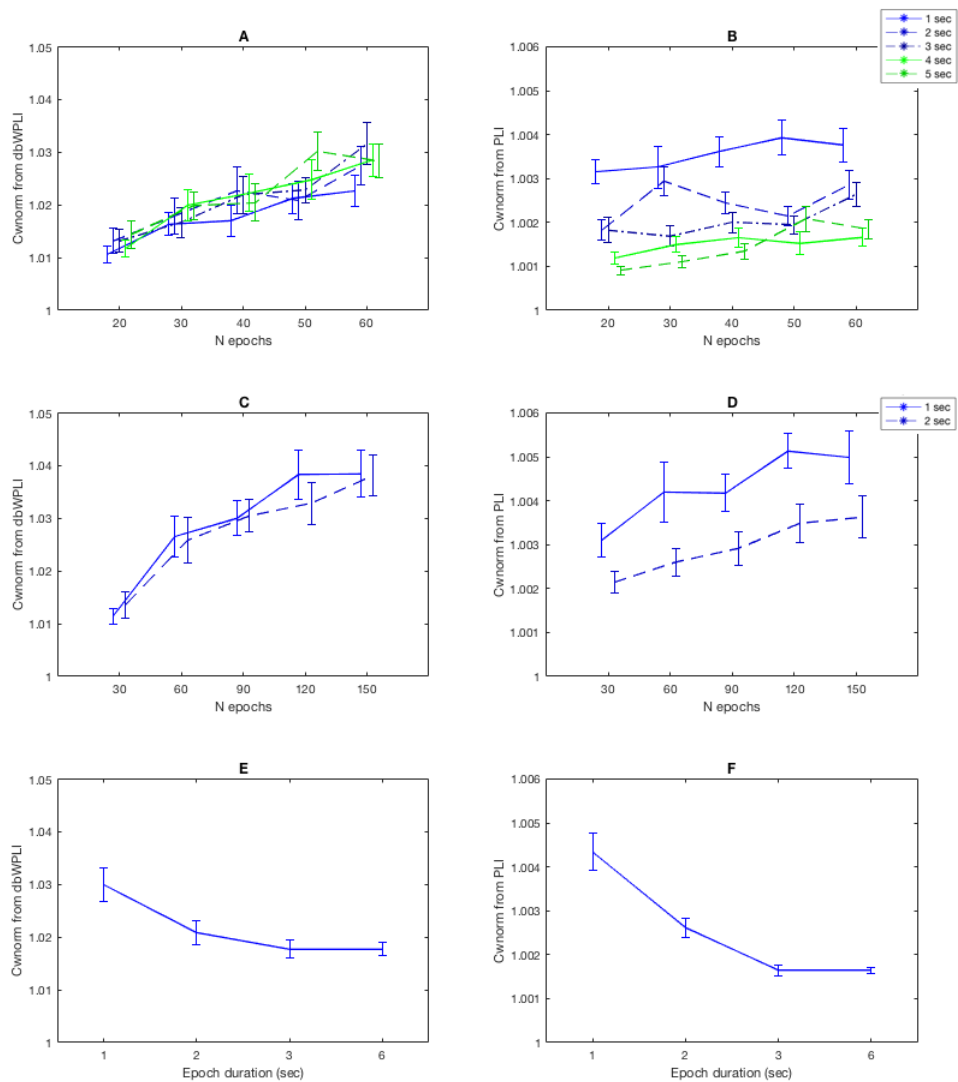 A
1.05
1.04
1.03
1.02
1.01
1
Cwnorm from dbWPLI
20 30 40 50 60
N epochs
B
1.006
1.005
1.004
1.003
1.002
1.001
1
Cwnorm from PLI
20 30 40 50 60
N epochs
1 sec
2 sec
3 sec
4 sec
5 sec
C
1.05
1.04
1.03
1.02
1.01
1
Cwnorm from dbWPLI
30 60 90 120 150
N epochs
D
1.006
1.005
1.004
1.003
1.002
1.001
1
Cwnorm from PLI
30 60 90 120 150
N epochs
1 sec
2 sec
E
1.05
1.04
1.03
1.02
1.01
1
Cwnorm from dbWPLI
1 2 3 6
Epoch duration (sec)
F
1.006
1.005
1.004
1.003
1.002
1.001
1
Cwnorm from PLI
1 2 3 6
Epoch duration (sec)